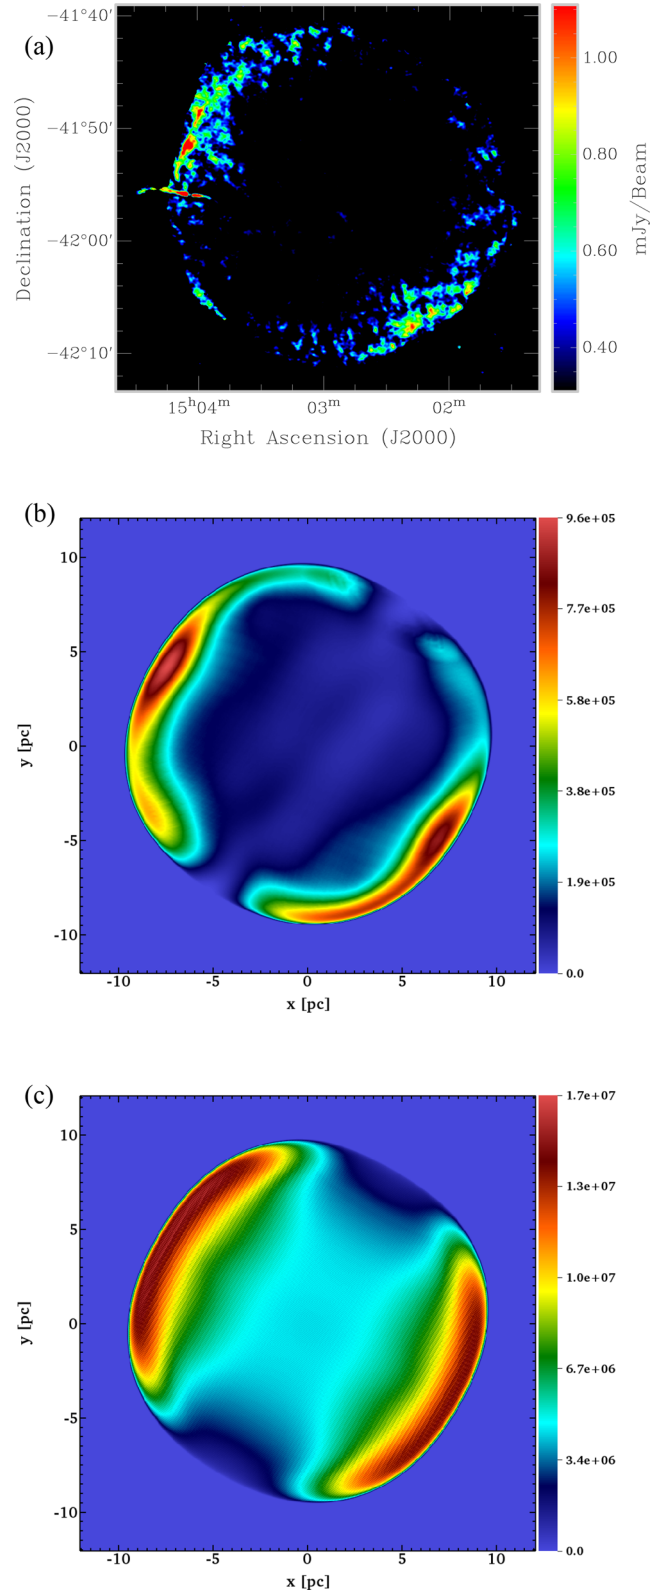 (a)
−41°40′
−41°50′
−42°00′
−42°10′
Declination (J2000)
15ʰ04ᵐ 03ᵐ 02ᵐ
Right Ascension (J2000)
1.00
0.80
0.60
0.40
mJy/Beam
(b)
10
5
0
-5
-10
y [pc]
-10 -5 0 5 10
x [pc]
9.6e+05
7.7e+05
5.8e+05
3.8e+05
1.9e+05
0.0
(c)
10
5
0
-5
-10
y [pc]
-10 -5 0 5 10
x [pc]
1.7e+07
1.3e+07
1.0e+07
6.7e+06
3.4e+06
0.0